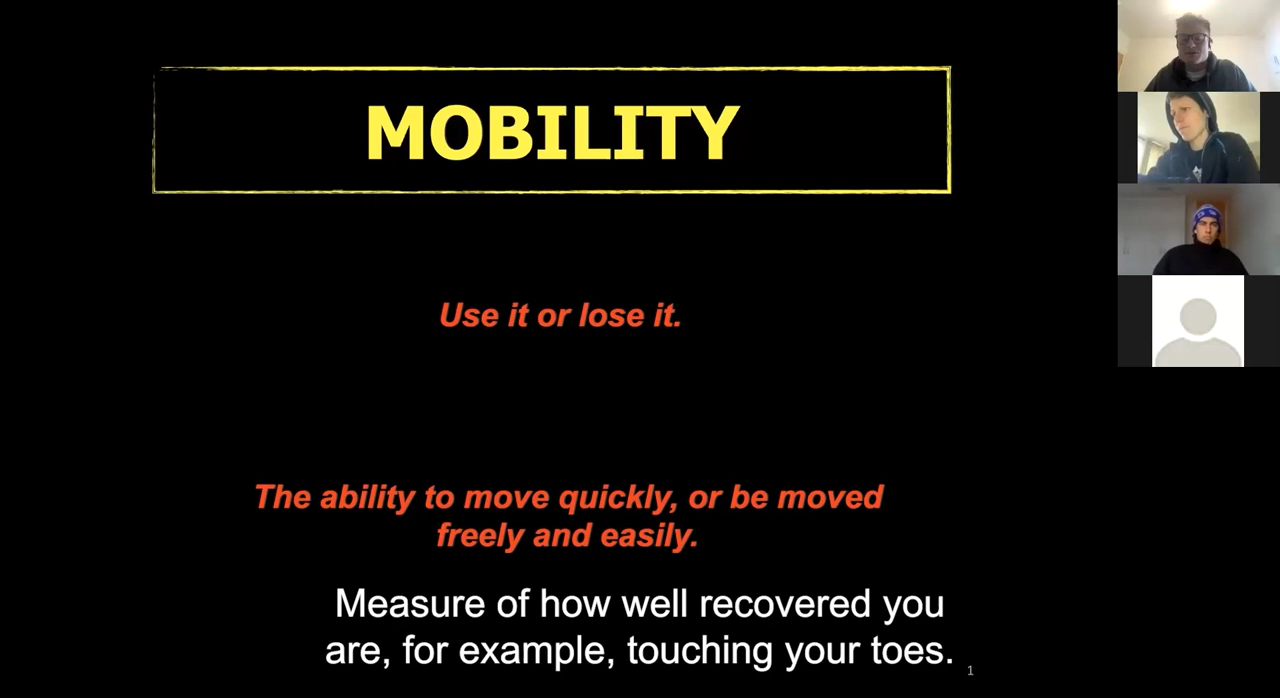 MOBILITY
Use it or lose it.
The ability to move quickly, or be moved
freely and easily.
Measure of how well recovered you
are, for example, touching your toes.
1